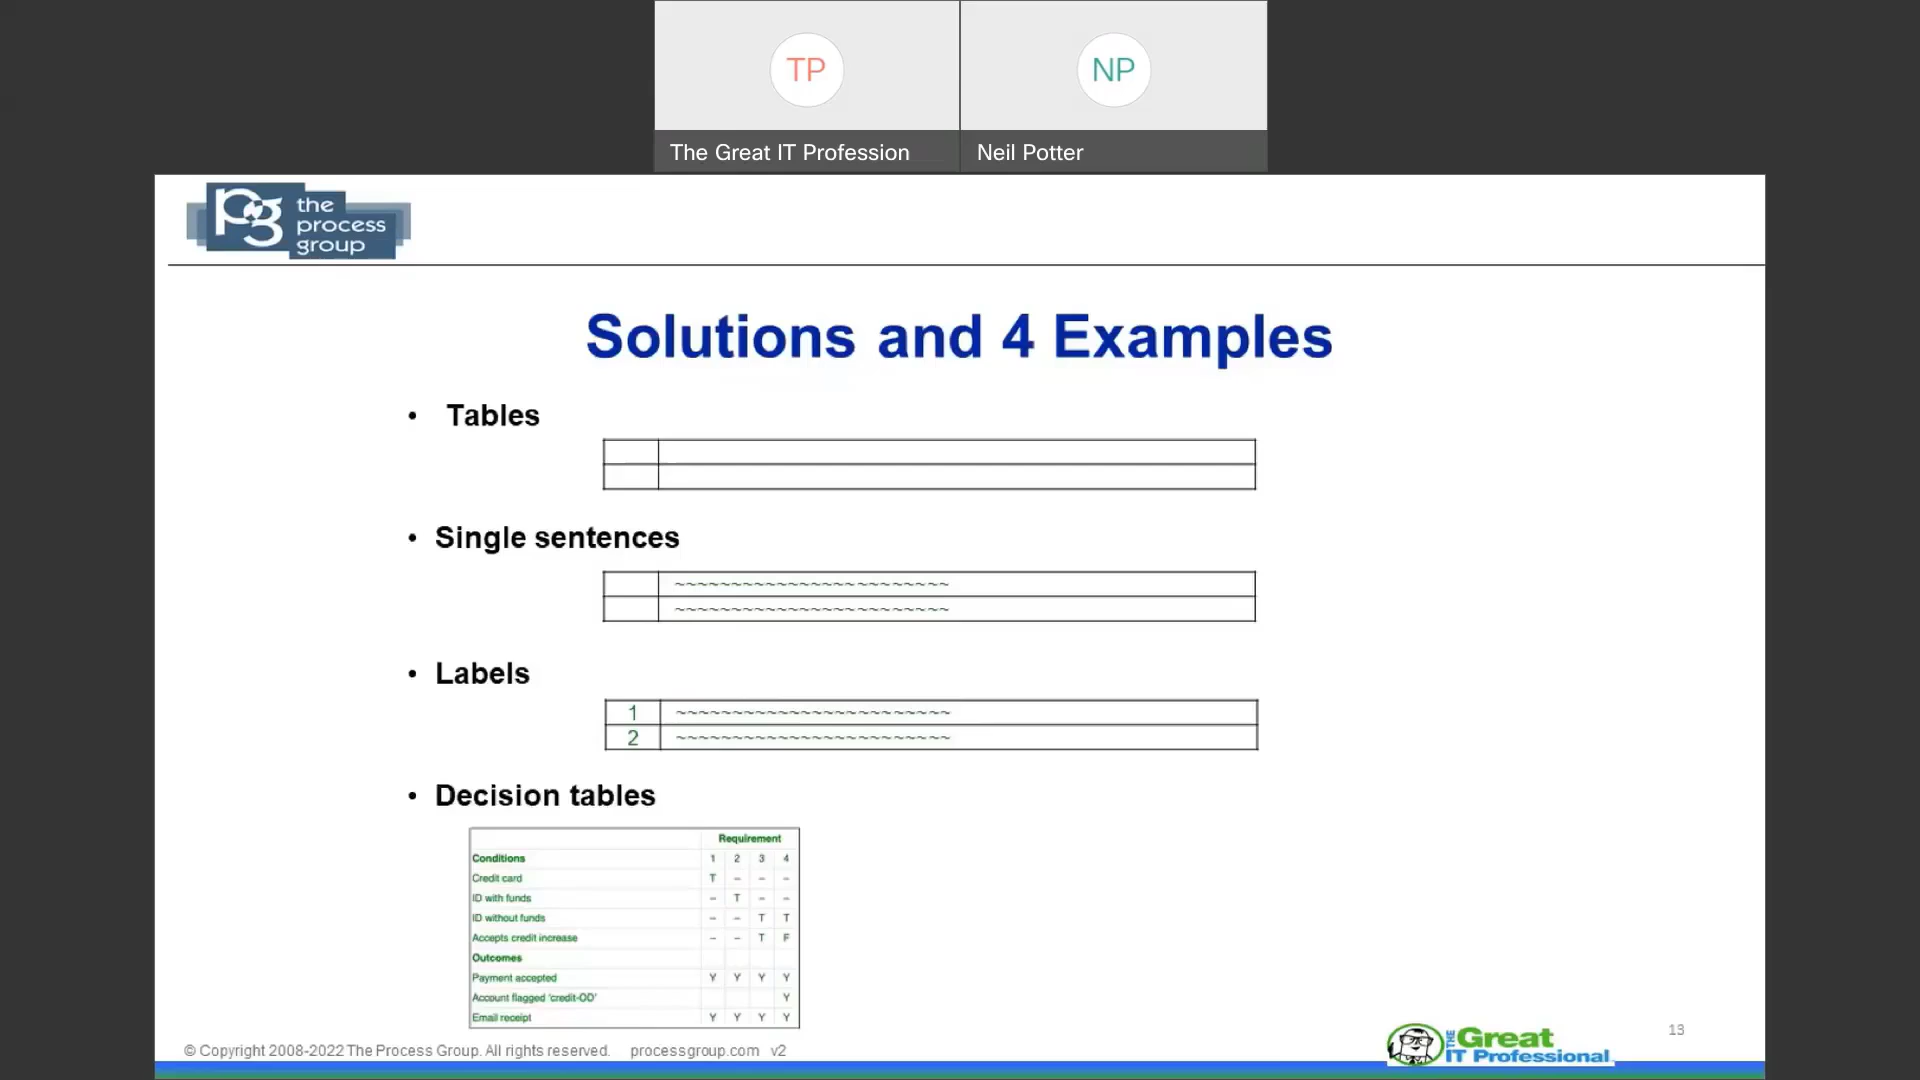 TP
NP
The Great IT Profession
Neil Potter
pg the
process
group
Solutions and 4 Examples
• Tables
• Single sentences
~~~~~~~~~~~~~~~~~~~~~~~~
~~~~~~~~~~~~~~~~~~~~~~~~
• Labels
1 ~~~~~~~~~~~~~~~~~~~~~~~~
2 ~~~~~~~~~~~~~~~~~~~~~~~~
• Decision tables
Requirement
Conditions 1 2 3 4
Credit card T – – –
ID with funds – T – –
ID without funds – – T T
Accepts credit increase – – T F
Outcomes
Payment accepted Y Y Y Y
Account flagged 'credit-OD' Y
Email receipt Y Y Y Y
© Copyright 2008-2022 The Process Group. All rights reserved. processgroup.com v2
THE Great
IT Professional
13